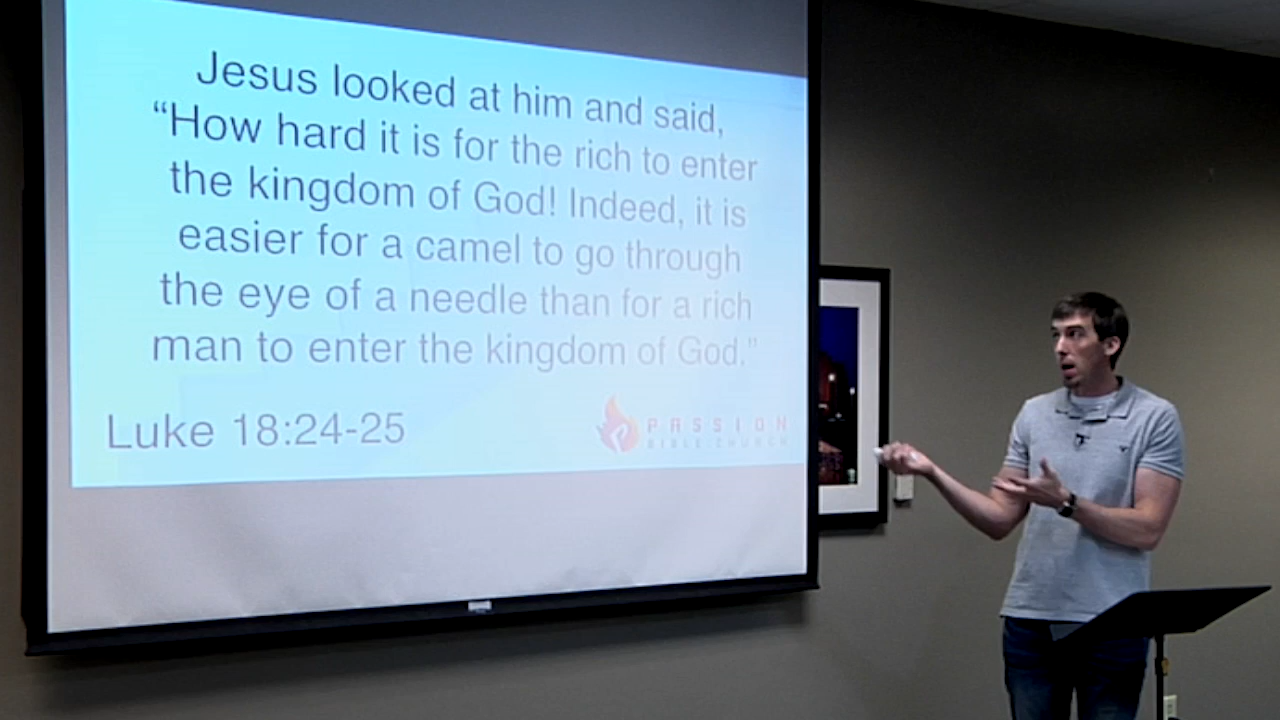 Jesus looked at him and said,
“How hard it is for the rich to enter
the kingdom of God! Indeed, it is
easier for a camel to go through
the eye of a needle than for a rich
man to enter the kingdom of God.”
Luke 18:24-25
PASSION
BIBLE CHURCH